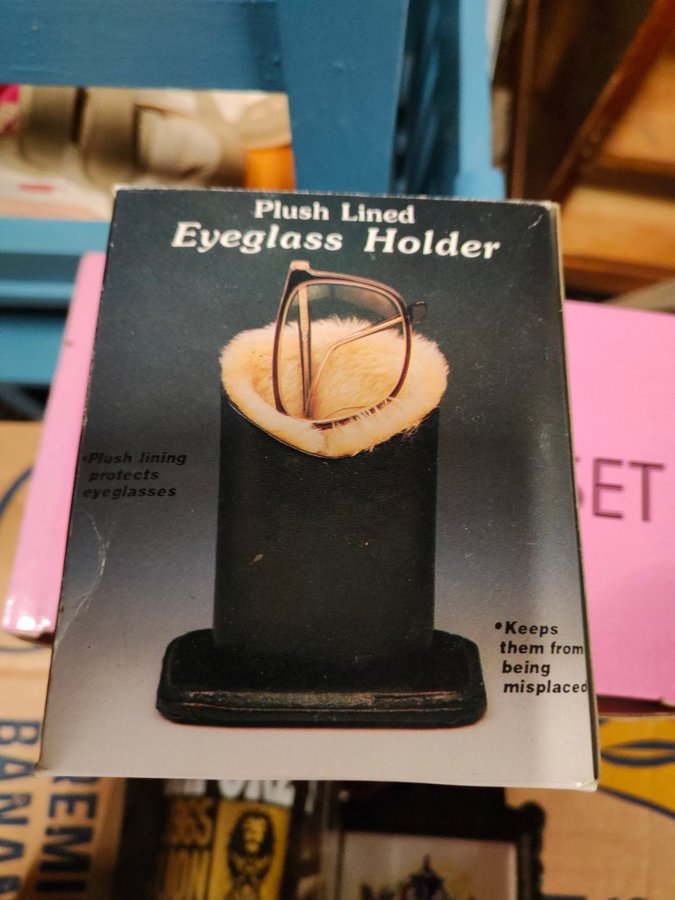 Plush Lined
Eyeglass Holder
•Plush lining
protects
eyeglasses
SET
•Keeps
them from
being
misplaced